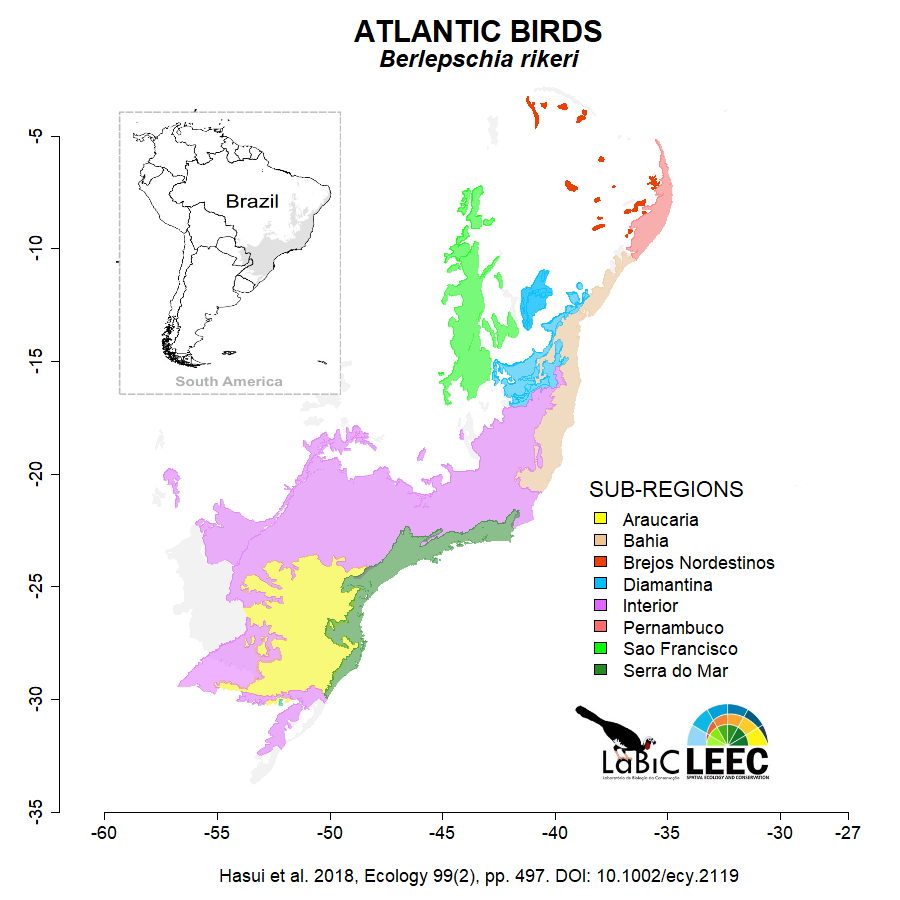 ATLANTIC BIRDS
Berlepschia rikeri
Brazil
South America
-5
-10
-15
-20
-25
-30
-35
SUB-REGIONS
Araucaria
Bahia
Brejos Nordestinos
Diamantina
Interior
Pernambuco
Sao Francisco
Serra do Mar
LaBiC
Laboratório de Biologia da Conservação
LEEC
SPATIAL ECOLOGY AND CONSERVATION
-60 -55 -50 -45 -40 -35 -30 -27
Hasui et al. 2018, Ecology 99(2), pp. 497. DOI: 10.1002/ecy.2119